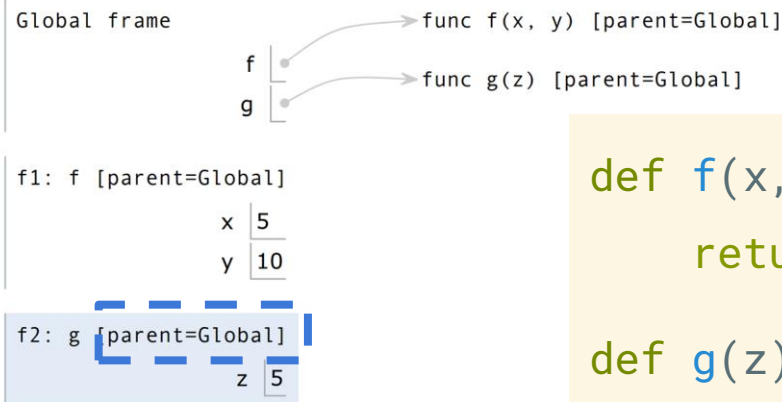 Global frame
func f(x, y) [parent=Global]
f
func g(z) [parent=Global]
g
f1: f [parent=Global]
x 5
y 10
f2: g [parent=Global]
z 5
def f(x,
retu
def g(z)